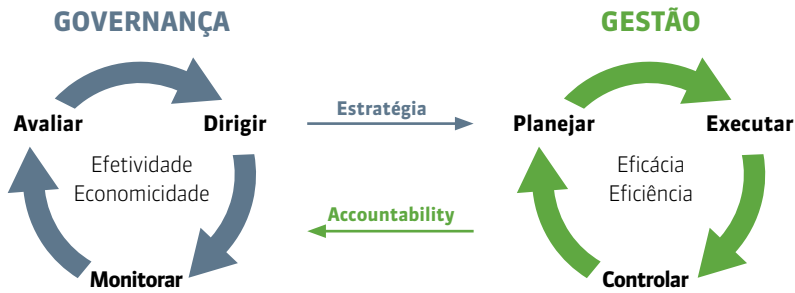 GOVERNANÇA
GESTÃO
Avaliar
Dirigir
Efetividade
Economicidade
Monitorar
Estratégia
Accountability
Planejar
Executar
Eficácia
Eficiência
Controlar